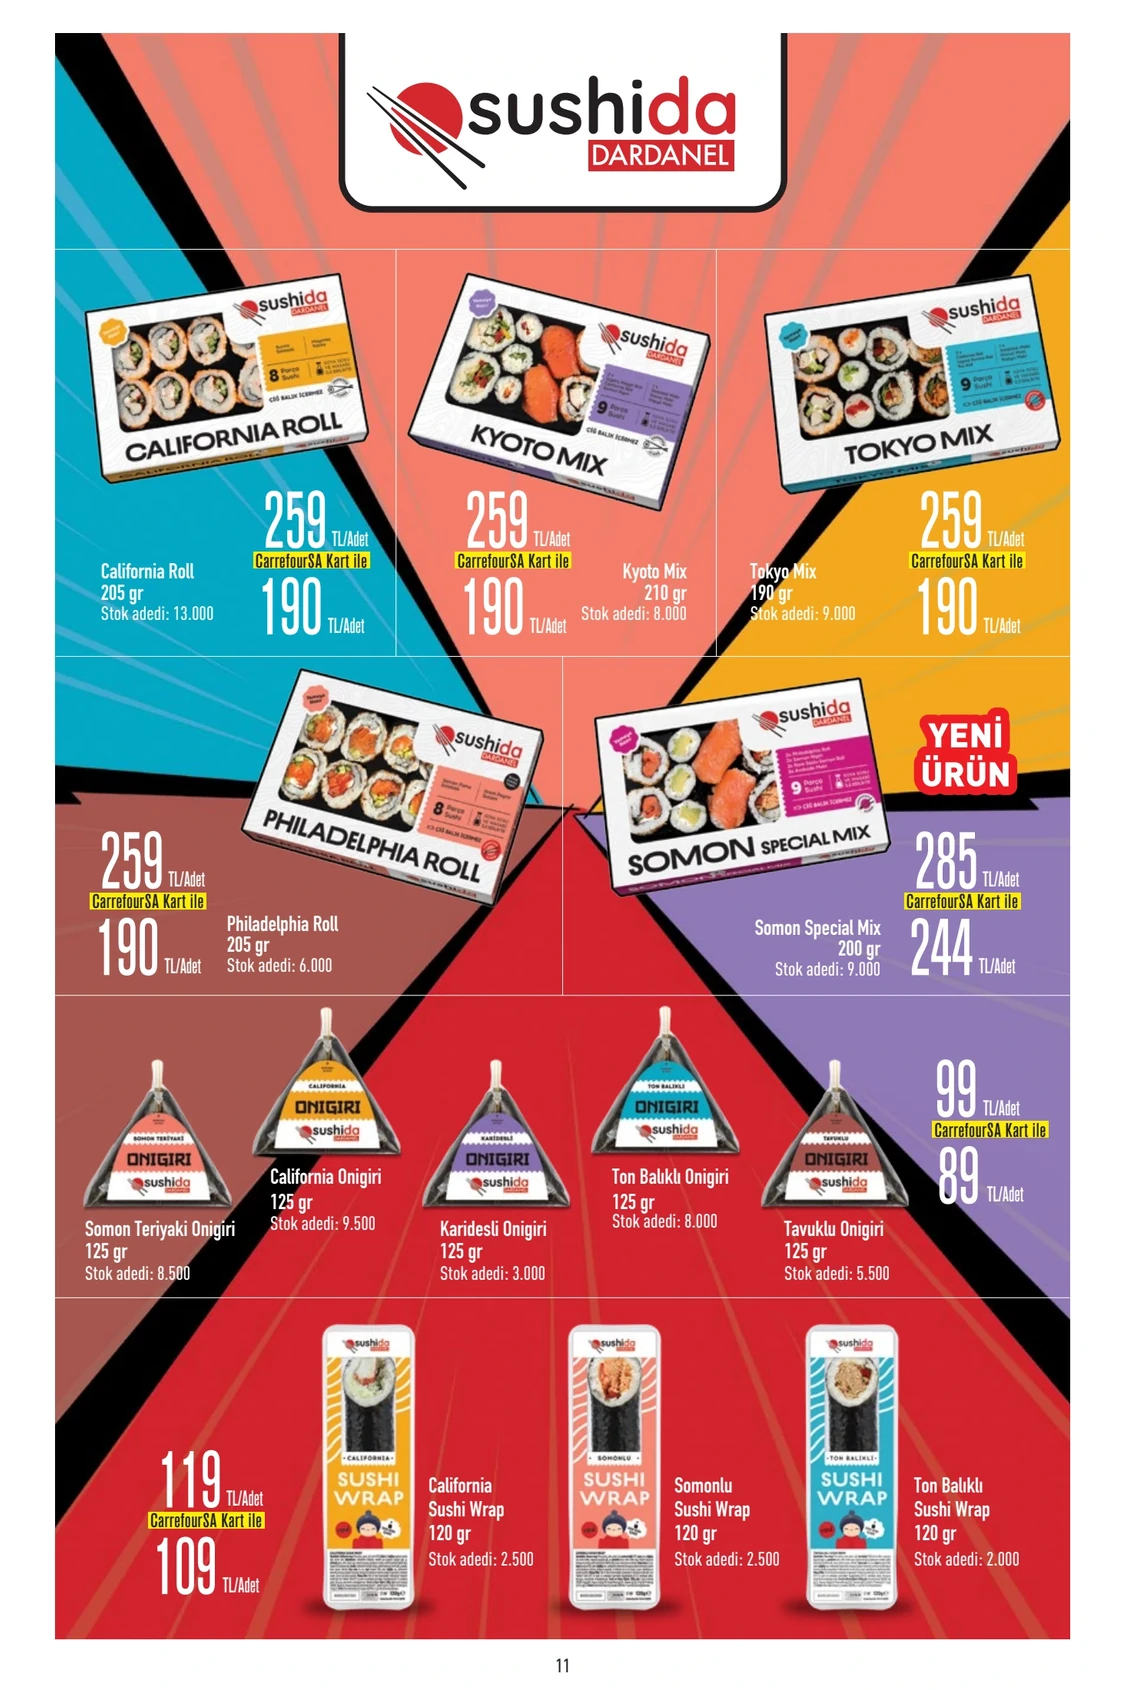 sushida
DARDANEL
sushida
DARDANEL
8 Parça
Sushi
ÇİĞ BALIK İÇERMEZ
CALIFORNIA ROLL
259 TL/Adet
CarrefourSA Kart ile
190 TL/Adet
California Roll
205 gr
Stok adedi: 13.000
sushida
DARDANEL
9 Parça
Sushi
ÇİĞ BALIK İÇERMEZ
KYOTO MIX
259 TL/Adet
CarrefourSA Kart ile
190 TL/Adet
Kyoto Mix
210 gr
Stok adedi: 8.000
sushida
DARDANEL
9 Parça
Sushi
ÇİĞ BALIK İÇERMEZ
TOKYO MIX
TOKYO MIX
259 TL/Adet
CarrefourSA Kart ile
190 TL/Adet
Tokyo Mix
190 gr
Stok adedi: 9.000
sushida
DARDANEL
8 Parça
Sushi
ÇİĞ BALIK İÇERMEZ
PHILADELPHIA ROLL
259 TL/Adet
CarrefourSA Kart ile
190 TL/Adet
Philadelphia Roll
205 gr
Stok adedi: 6.000
sushida
DARDANEL
9 Parça
Sushi
ÇİĞ BALIK İÇERMEZ
SOMON SPECIAL MIX
YENİ
ÜRÜN
285 TL/Adet
CarrefourSA Kart ile
244 TL/Adet
Somon Special Mix
200 gr
Stok adedi: 9.000
SOMON TERİYAKİ
ONIGIRI
sushida
DARDANEL
Somon Teriyaki Onigiri
125 gr
Stok adedi: 8.500
CALIFORNIA
ONIGIRI
sushida
DARDANEL
California Onigiri
125 gr
Stok adedi: 9.500
KARİDESLİ
ONIGIRI
sushida
DARDANEL
Karidesli Onigiri
125 gr
Stok adedi: 3.000
TON BALIKLI
ONIGIRI
sushida
DARDANEL
Ton Balıklı Onigiri
125 gr
Stok adedi: 8.000
TAVUKLU
ONIGIRI
sushida
DARDANEL
Tavuklu Onigiri
125 gr
Stok adedi: 5.500
99 TL/Adet
CarrefourSA Kart ile
89 TL/Adet
119 TL/Adet
CarrefourSA Kart ile
109 TL/Adet
sushida
DARDANEL
CALIFORNIA
SUSHI
WRAP
California
Sushi Wrap
120 gr
Stok adedi: 2.500
sushida
DARDANEL
SOMONLU
SUSHI
WRAP
Somonlu
Sushi Wrap
120 gr
Stok adedi: 2.500
sushida
DARDANEL
TON BALIKLI
SUSHI
WRAP
Ton Balıklı
Sushi Wrap
120 gr
Stok adedi: 2.000
11